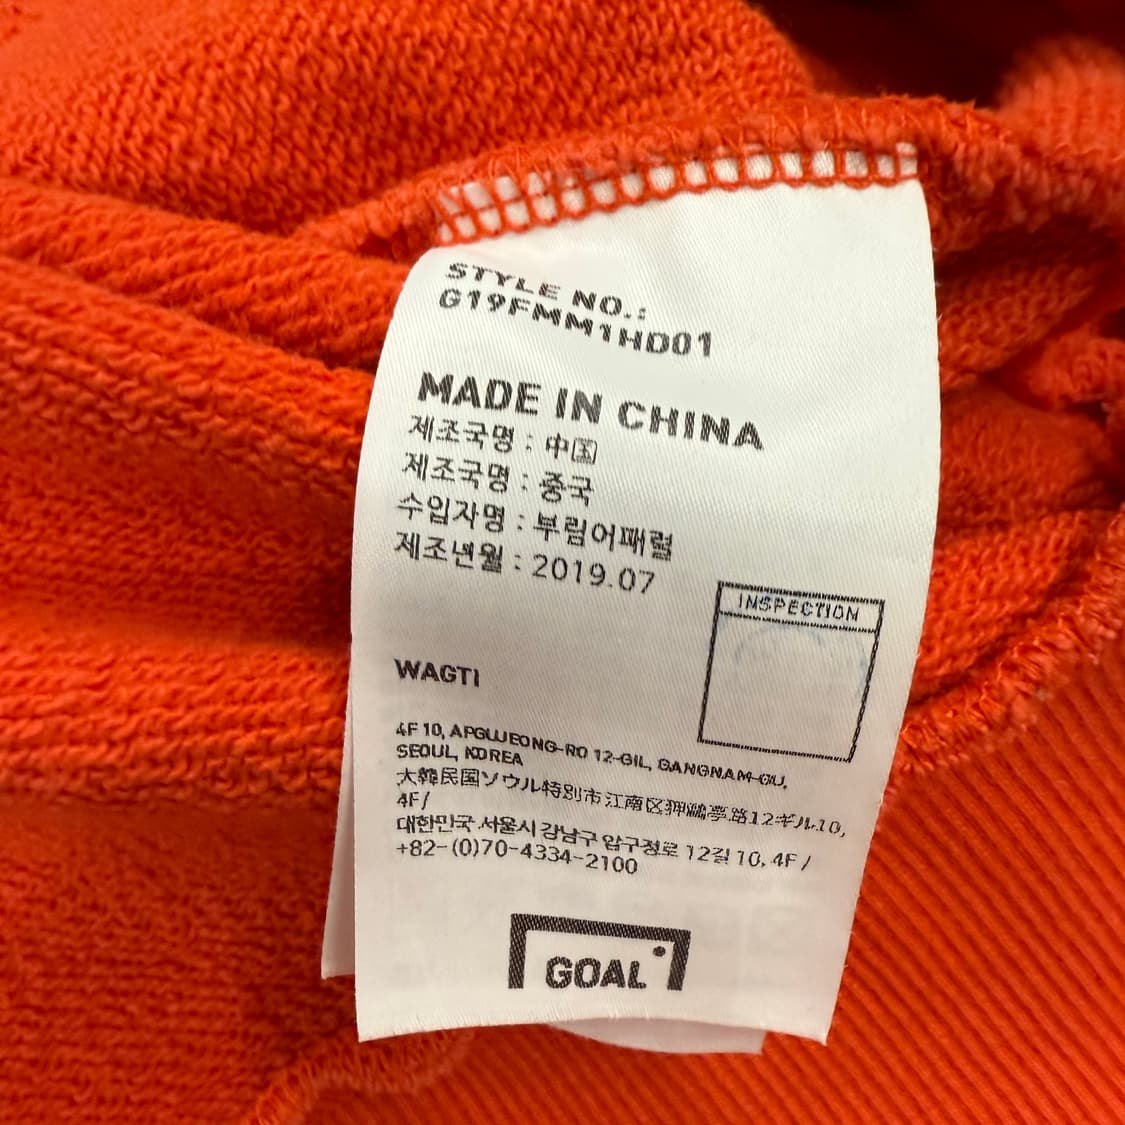 STYLE NO.:
G19FMM1HD01
MADE IN CHINA
제조국명 : 中国
제조국명 : 중국
수입자명 : 부림어패럴
제조년월 : 2019.07
INSPECTION
WAGTI
4F 10, APGUJEONG-RO 12-GIL, GANGNAM-GU,
SEOUL, KOREA
大韓民国ソウル特別市江南区狎鷗亭路12ギル10,
4F/
대한민국 서울시 강남구 압구정로 12길 10, 4F /
+82-(0)70-4334-2100
GOAL